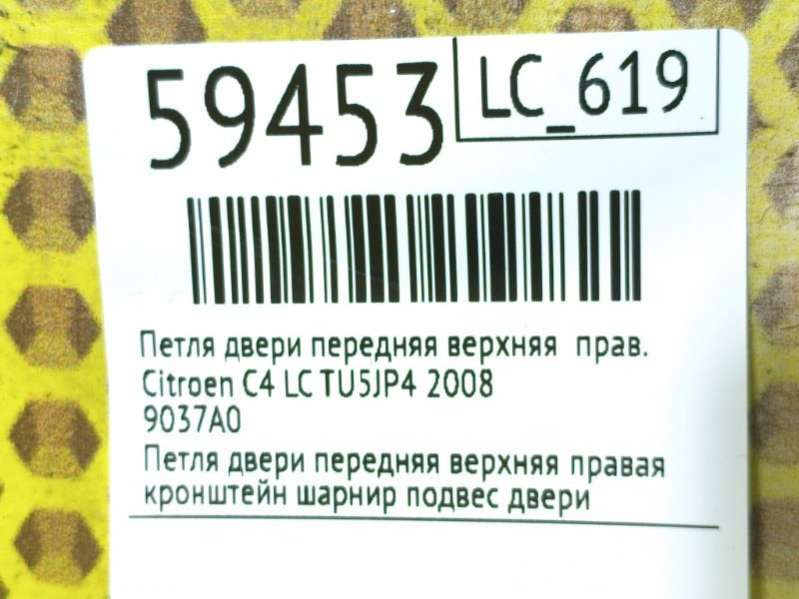 59453 LC_619
Петля двери передняя верхняя прав.
Citroen C4 LC TU5JP4 2008
9037A0
Петля двери передняя верхняя правая
кронштейн шарнир подвес двери